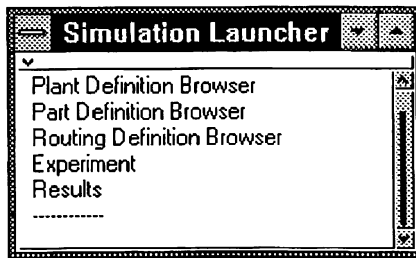 Simulation Launcher
Plant Definition Browser
Part Definition Browser
Routing Definition Browser
Experiment
Results
------------